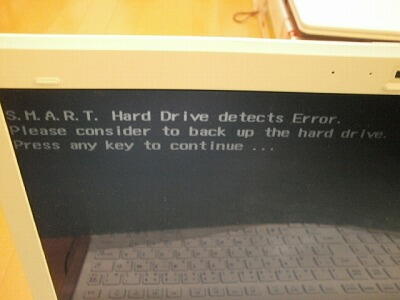 S.M.A.R.T. Hard Drive detects Error.
Please consider to back up the hard drive.
Press any key to continue ...